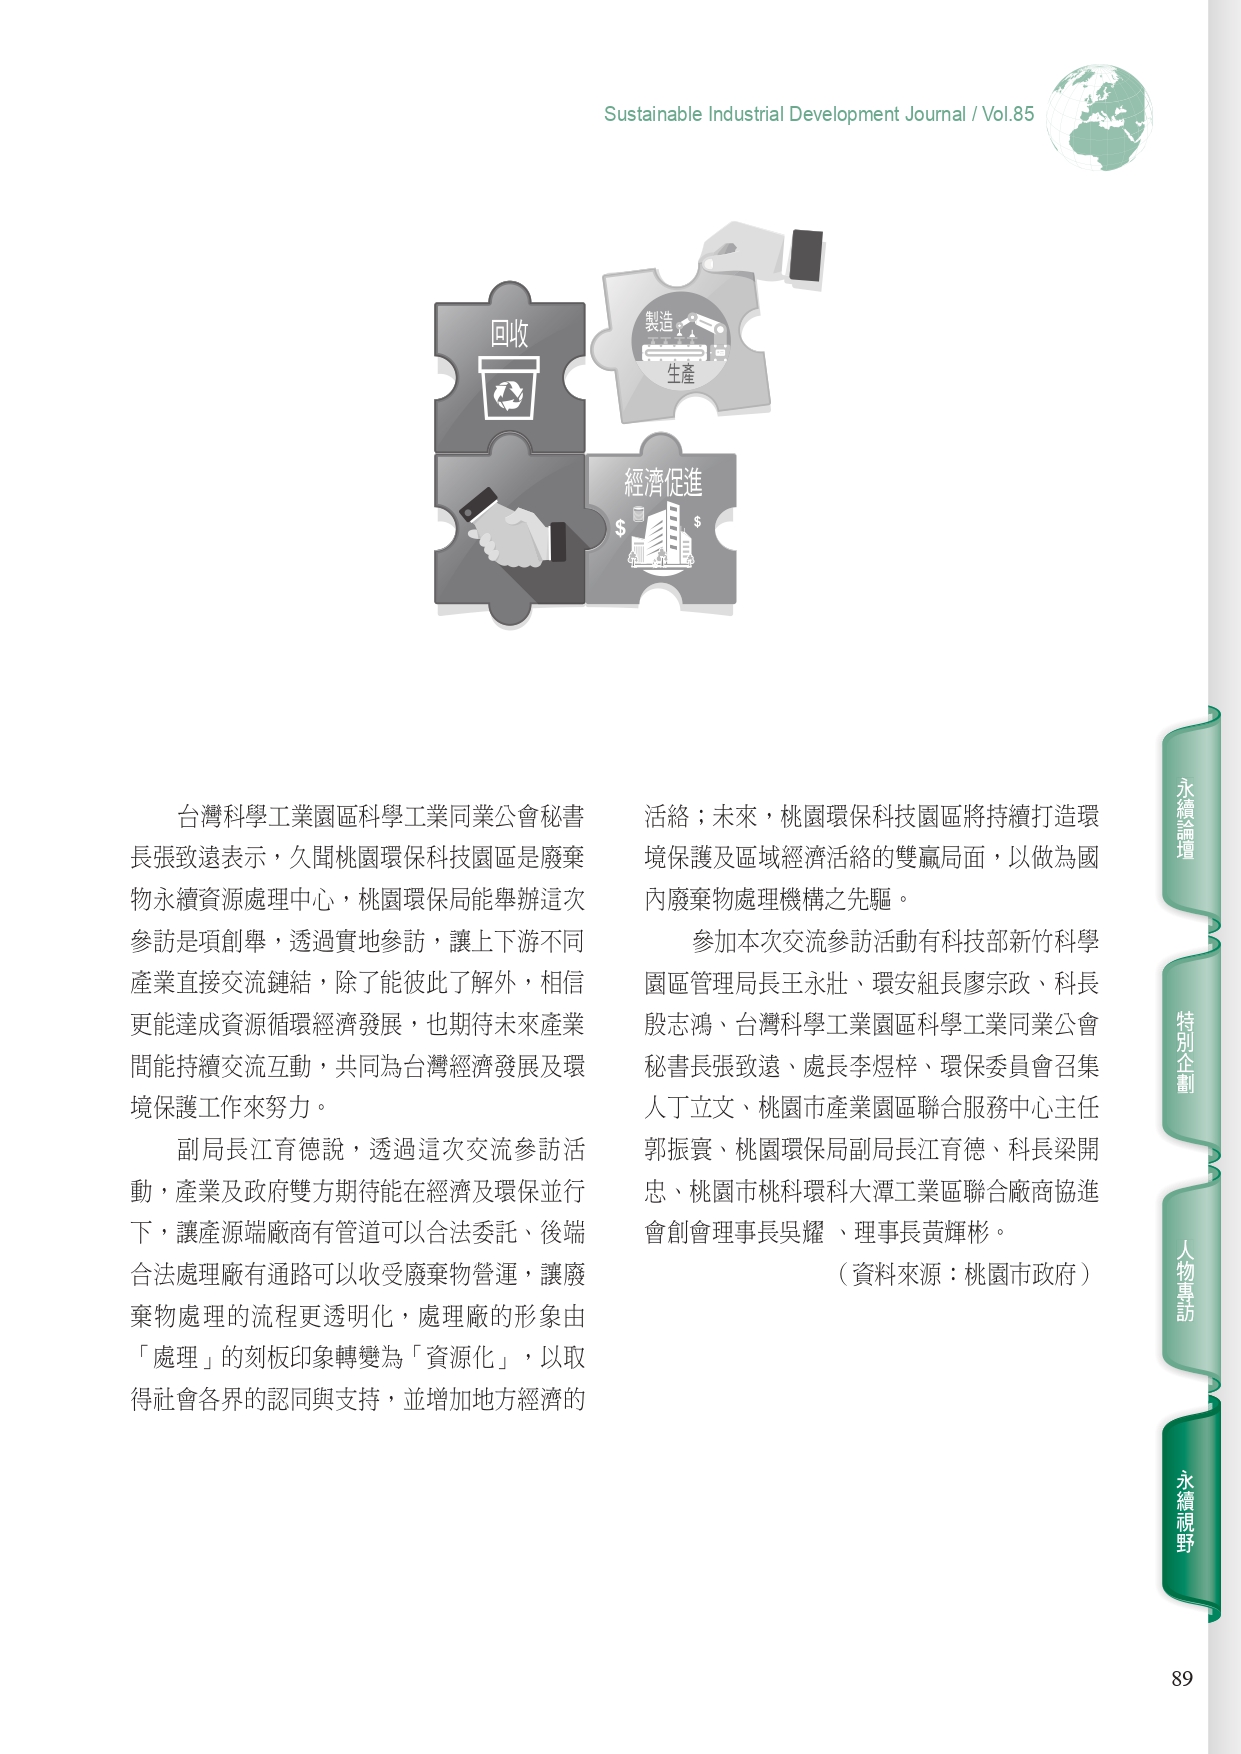 Sustainable Industrial Development Journal / Vol.85
回收
製造
生產
經濟促進
$
$
台灣科學工業園區科學工業同業公會秘書
長張致遠表示，久聞桃園環保科技園區是廢棄
物永續資源處理中心，桃園環保局能舉辦這次
參訪是項創舉，透過實地參訪，讓上下游不同
產業直接交流鏈結，除了能彼此了解外，相信
更能達成資源循環經濟發展，也期待未來產業
間能持續交流互動，共同為台灣經濟發展及環
境保護工作來努力。
副局長江育德說，透過這次交流參訪活
動，產業及政府雙方期待能在經濟及環保並行
下，讓產源端廠商有管道可以合法委託、後端
合法處理廠有通路可以收受廢棄物營運，讓廢
棄物處理的流程更透明化，處理廠的形象由
「處理」的刻板印象轉變為「資源化」，以取
得社會各界的認同與支持，並增加地方經濟的
活絡；未來，桃園環保科技園區將持續打造環
境保護及區域經濟活絡的雙贏局面，以做為國
內廢棄物處理機構之先驅。
參加本次交流參訪活動有科技部新竹科學
園區管理局長王永壯、環安組長廖宗政、科長
殷志鴻、台灣科學工業園區科學工業同業公會
秘書長張致遠、處長李煜梓、環保委員會召集
人丁立文、桃園市產業園區聯合服務中心主任
郭振寰、桃園環保局副局長江育德、科長梁開
忠、桃園市桃科環科大潭工業區聯合廠商協進
會創會理事長吳耀 、理事長黃輝彬。
（資料來源：桃園市政府）
永續論壇
特別企劃
人物專訪
永續視野
89